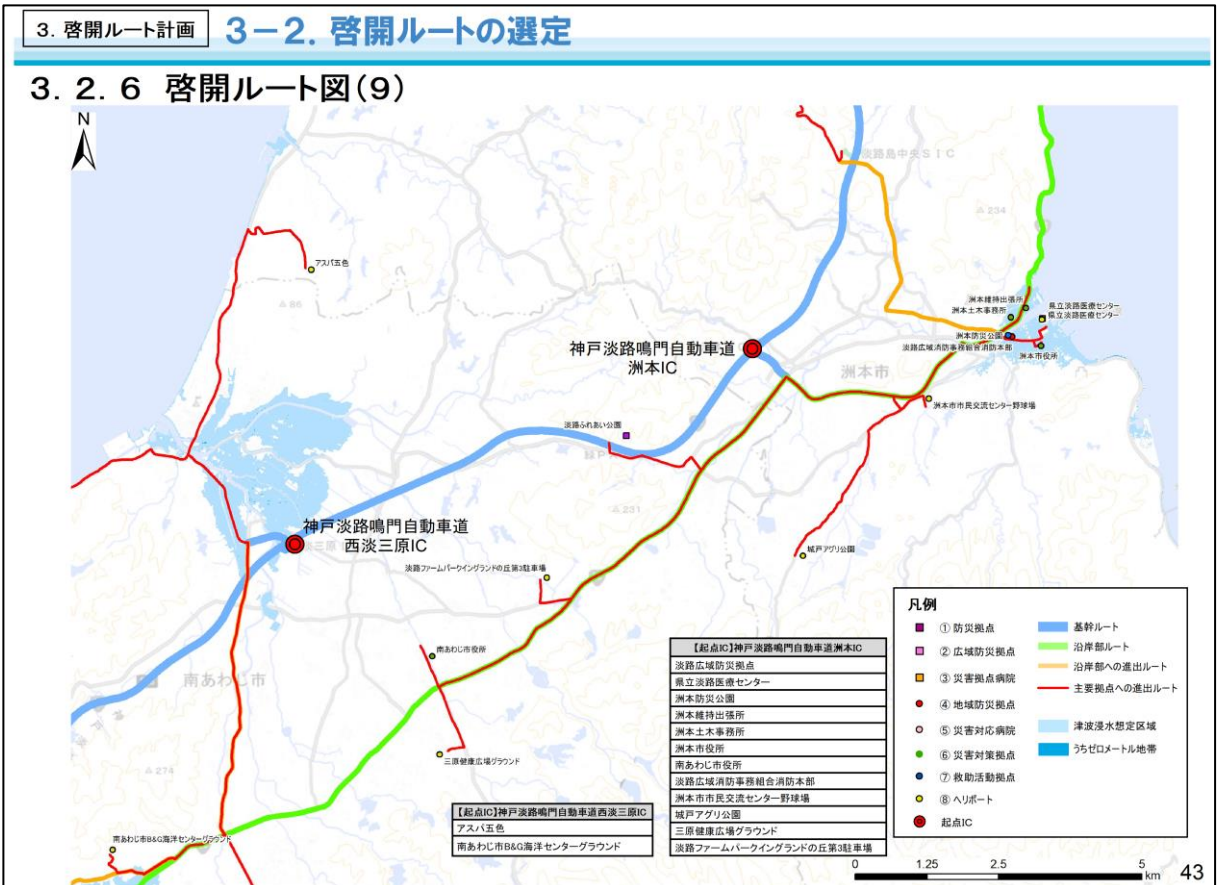 3. 啓開ルート計画
3－2. 啓開ルートの選定
3. 2. 6 啓開ルート図(9)
N
淡路島中央ＳＩＣ
234
アスパ五色
86
洲本維持出張所
洲本土木事務所
県立淡路医療センター
県立淡路医療センター
洲本防災公園
淡路広域消防事務組合消防本部
洲本市役所
神戸淡路鳴門自動車道
洲本IC
洲本市
洲本市市民交流センター野球場
淡路ふれあい公園
231
神戸淡路鳴門自動車道
西淡三原IC
城戸アグリ公園
淡路ファームパークイングランドの丘第3駐車場
南あわじ市役所
南あわじ市
三原健康広場グラウンド
274
南あわじ市B&G海洋センターグラウンド
【起点IC】神戸淡路鳴門自動車道西淡三原IC
アスパ五色
南あわじ市B&G海洋センターグラウンド
【起点IC】神戸淡路鳴門自動車道洲本IC
淡路広域防災拠点
県立淡路医療センター
洲本防災公園
洲本維持出張所
洲本土木事務所
洲本市役所
南あわじ市役所
淡路広域消防事務組合消防本部
洲本市市民交流センター野球場
城戸アグリ公園
三原健康広場グラウンド
淡路ファームパークイングランドの丘第3駐車場
凡例
① 防災拠点
② 広域防災拠点
③ 災害拠点病院
④ 地域防災拠点
⑤ 災害対応病院
⑥ 災害対策拠点
⑦ 救助活動拠点
⑧ ヘリポート
起点IC
基幹ルート
沿岸部ルート
沿岸部への進出ルート
主要拠点への進出ルート
津波浸水想定区域
うちゼロメートル地帯
0 1.25 2.5 5
km
43